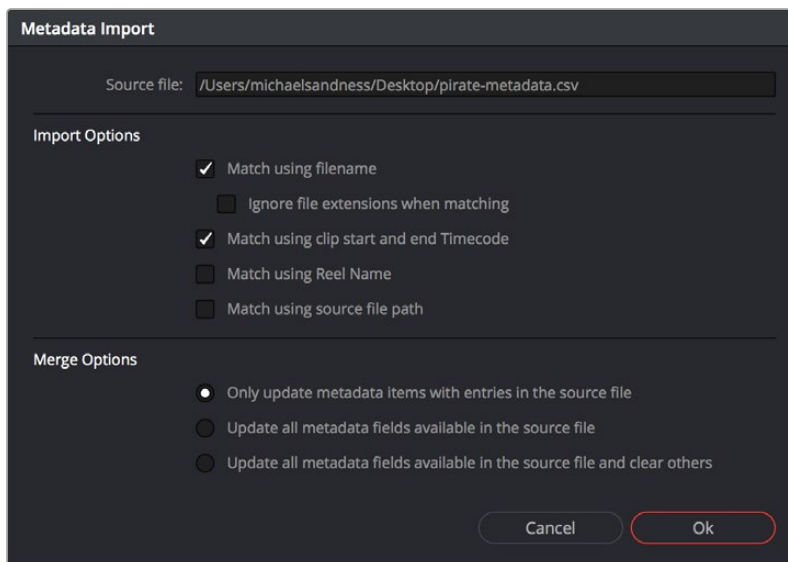 Metadata Import
Source file: /Users/michaelsandness/Desktop/pirate-metadata.csv
Import Options
Match using filename
Ignore file extensions when matching
Match using clip start and end Timecode
Match using Reel Name
Match using source file path
Merge Options
Only update metadata items with entries in the source file
Update all metadata fields available in the source file
Update all metadata fields available in the source file and clear others
Cancel Ok